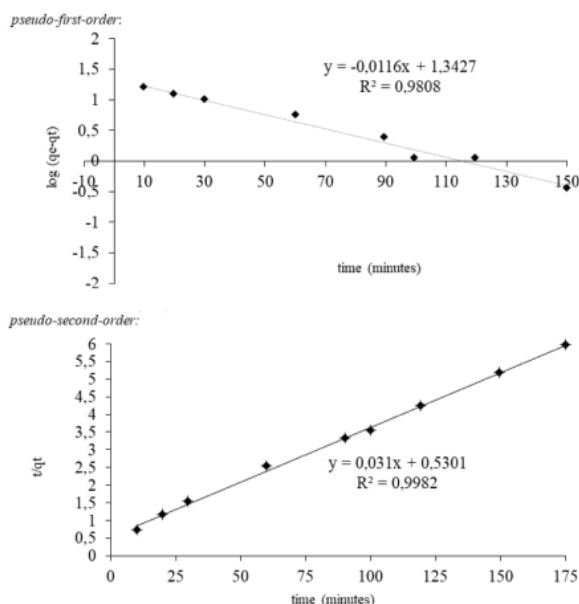 pseudo-first-order:
2
1,5
1
0,5
0
-0,5
-1
-1,5
-2
log (qe-qt)
y = -0,0116x + 1,3427
R² = 0,9808
-10 10 30 50 70 90 110 130 150
time (minutes)
pseudo-second-order:
6
5,5
5
4,5
4
3,5
3
2,5
2
1,5
1
0,5
0
t/qt
y = 0,031x + 0,5301
R² = 0,9982
0 25 50 75 100 125 150 175
time (minutes)